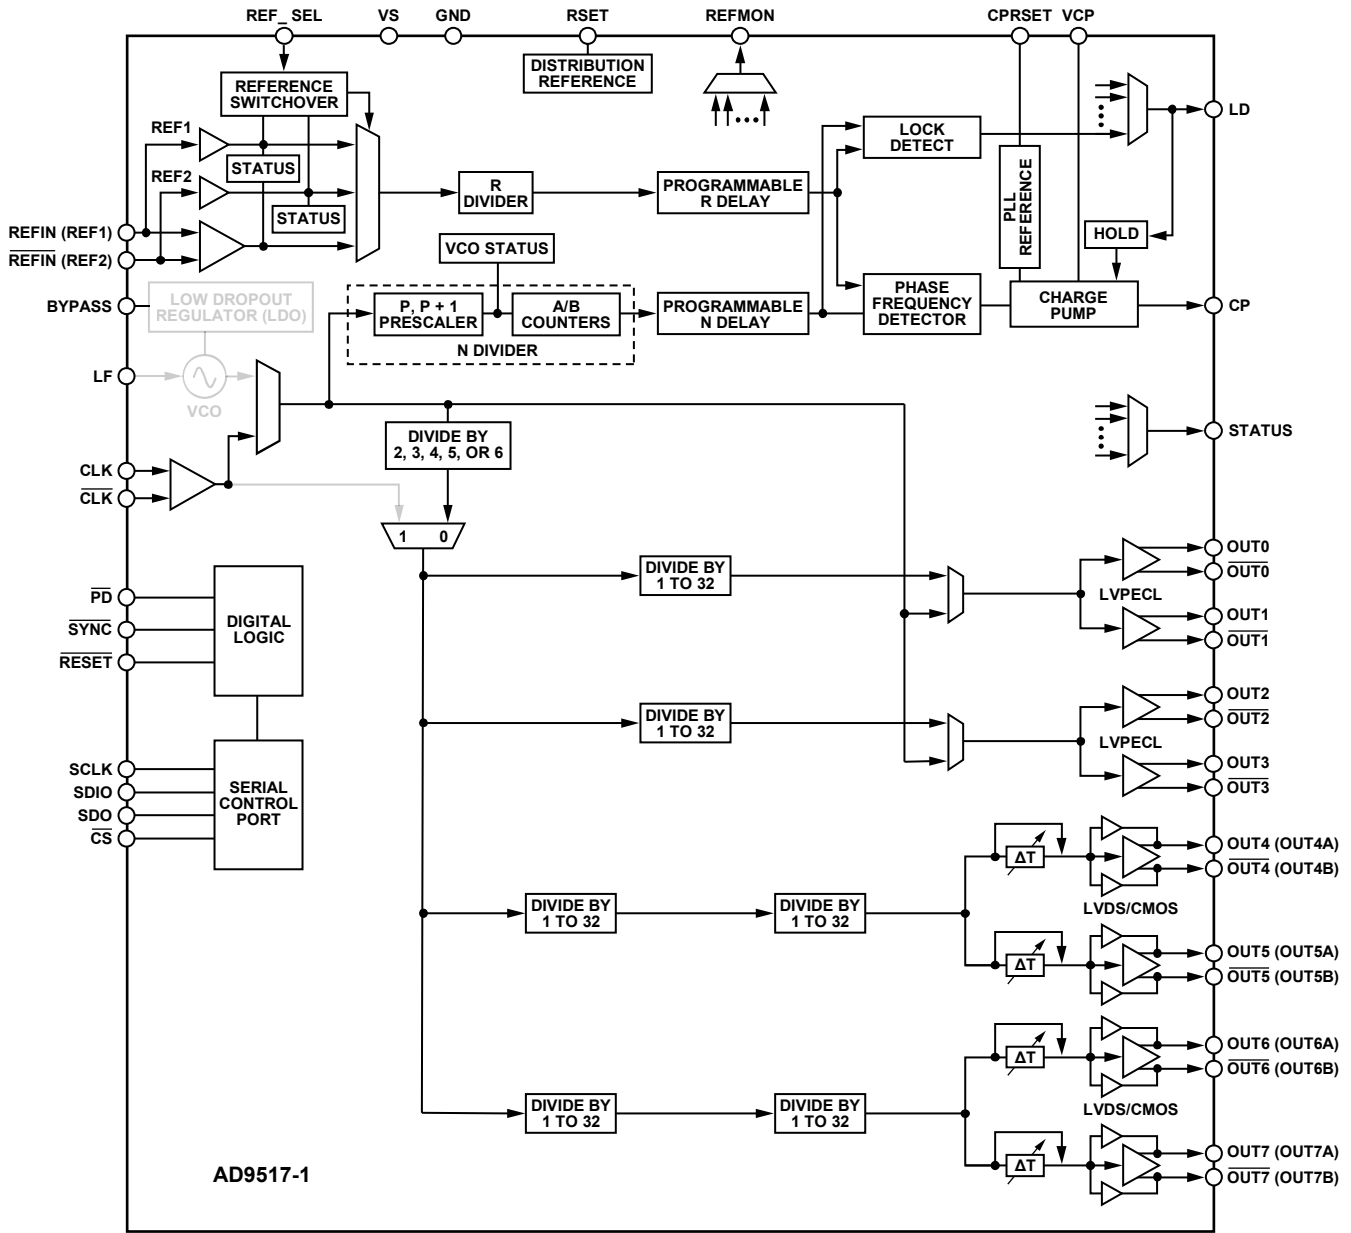 REF_ SEL
VS
GND
RSET
REFMON
CPRSET
VCP
DISTRIBUTION
REFERENCE
REFERENCE
SWITCHOVER
REF1
STATUS
REF2
STATUS
R
DIVIDER
PROGRAMMABLE
R DELAY
LOCK
DETECT
LD
PLL
REFERENCE
HOLD
REFIN (REF1)
REFIN (REF2)
BYPASS
LOW DROPOUT
REGULATOR (LDO)
VCO STATUS
P, P + 1
PRESCALER
A/B
COUNTERS
N DIVIDER
PROGRAMMABLE
N DELAY
PHASE
FREQUENCY
DETECTOR
CHARGE
PUMP
CP
LF
VCO
STATUS
DIVIDE BY
2, 3, 4, 5, OR 6
CLK
CLK
1 0
DIVIDE BY
1 TO 32
LVPECL
OUT0
OUT0
OUT1
OUT1
PD
SYNC
RESET
DIGITAL
LOGIC
DIVIDE BY
1 TO 32
LVPECL
OUT2
OUT2
OUT3
OUT3
SCLK
SDIO
SDO
CS
SERIAL
CONTROL
PORT
DIVIDE BY
1 TO 32
DIVIDE BY
1 TO 32
ΔT
ΔT
LVDS/CMOS
OUT4 (OUT4A)
OUT4 (OUT4B)
OUT5 (OUT5A)
OUT5 (OUT5B)
DIVIDE BY
1 TO 32
DIVIDE BY
1 TO 32
ΔT
ΔT
LVDS/CMOS
OUT6 (OUT6A)
OUT6 (OUT6B)
OUT7 (OUT7A)
OUT7 (OUT7B)
AD9517-1